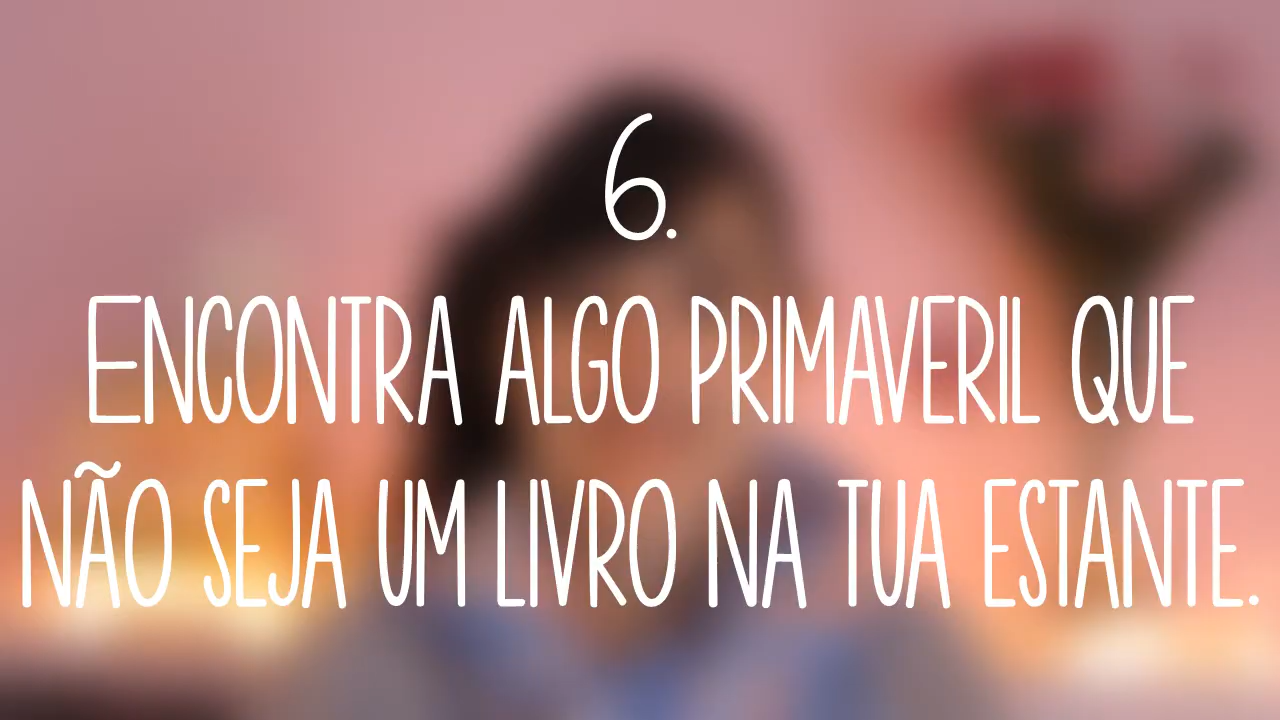 6.
ENCONTRA ALGO PRIMAVERIL QUE
NÃO SEJA UM LIVRO NA TUA ESTANTE.